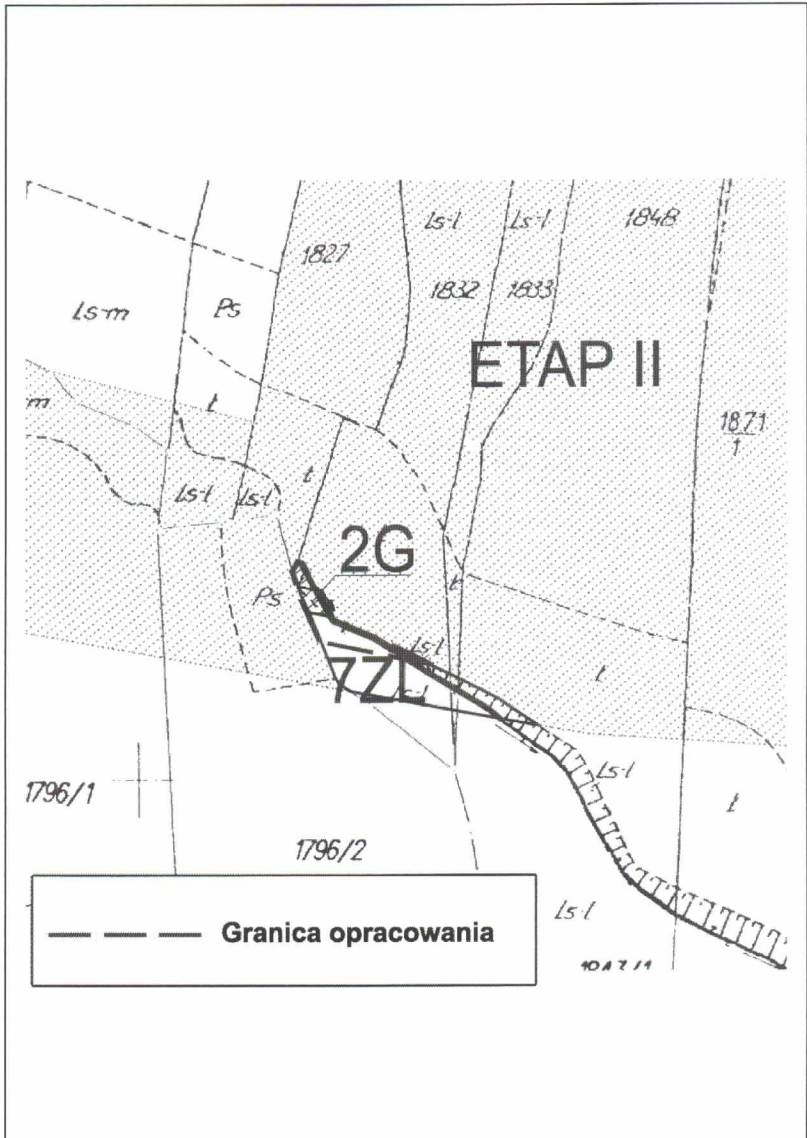 Ls-l Ls-l 1848
1827
Ls-m Ps 1832 1833
ETAP II
t
m 1871
1
Ls-l Ls-l t
2G
t
Ps
Ls-l
7ZL t
Ls-l
t
1796/1
1796/2
Ls-l
Granica opracowania